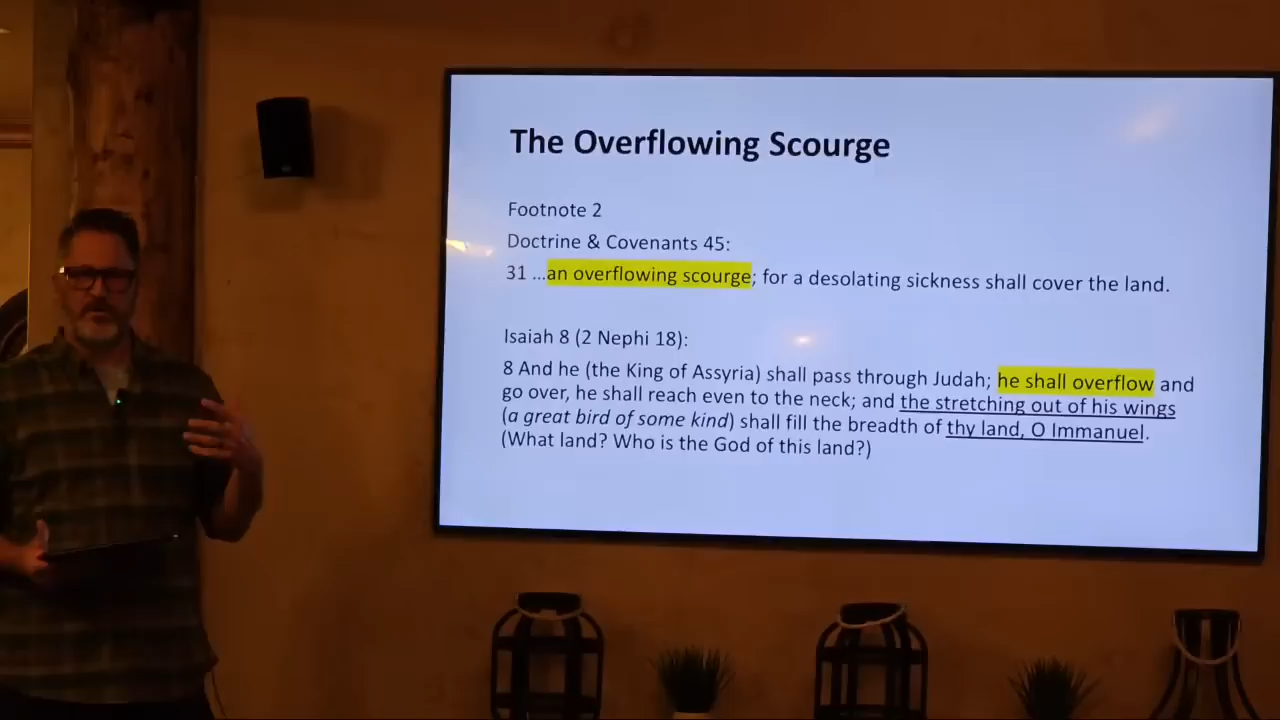 The Overflowing Scourge
Footnote 2
Doctrine & Covenants 45:
31 ...an overflowing scourge; for a desolating sickness shall cover the land.
Isaiah 8 (2 Nephi 18):
8 And he (the King of Assyria) shall pass through Judah; he shall overflow and
go over, he shall reach even to the neck; and the stretching out of his wings
(a great bird of some kind) shall fill the breadth of thy land, O Immanuel.
(What land? Who is the God of this land?)